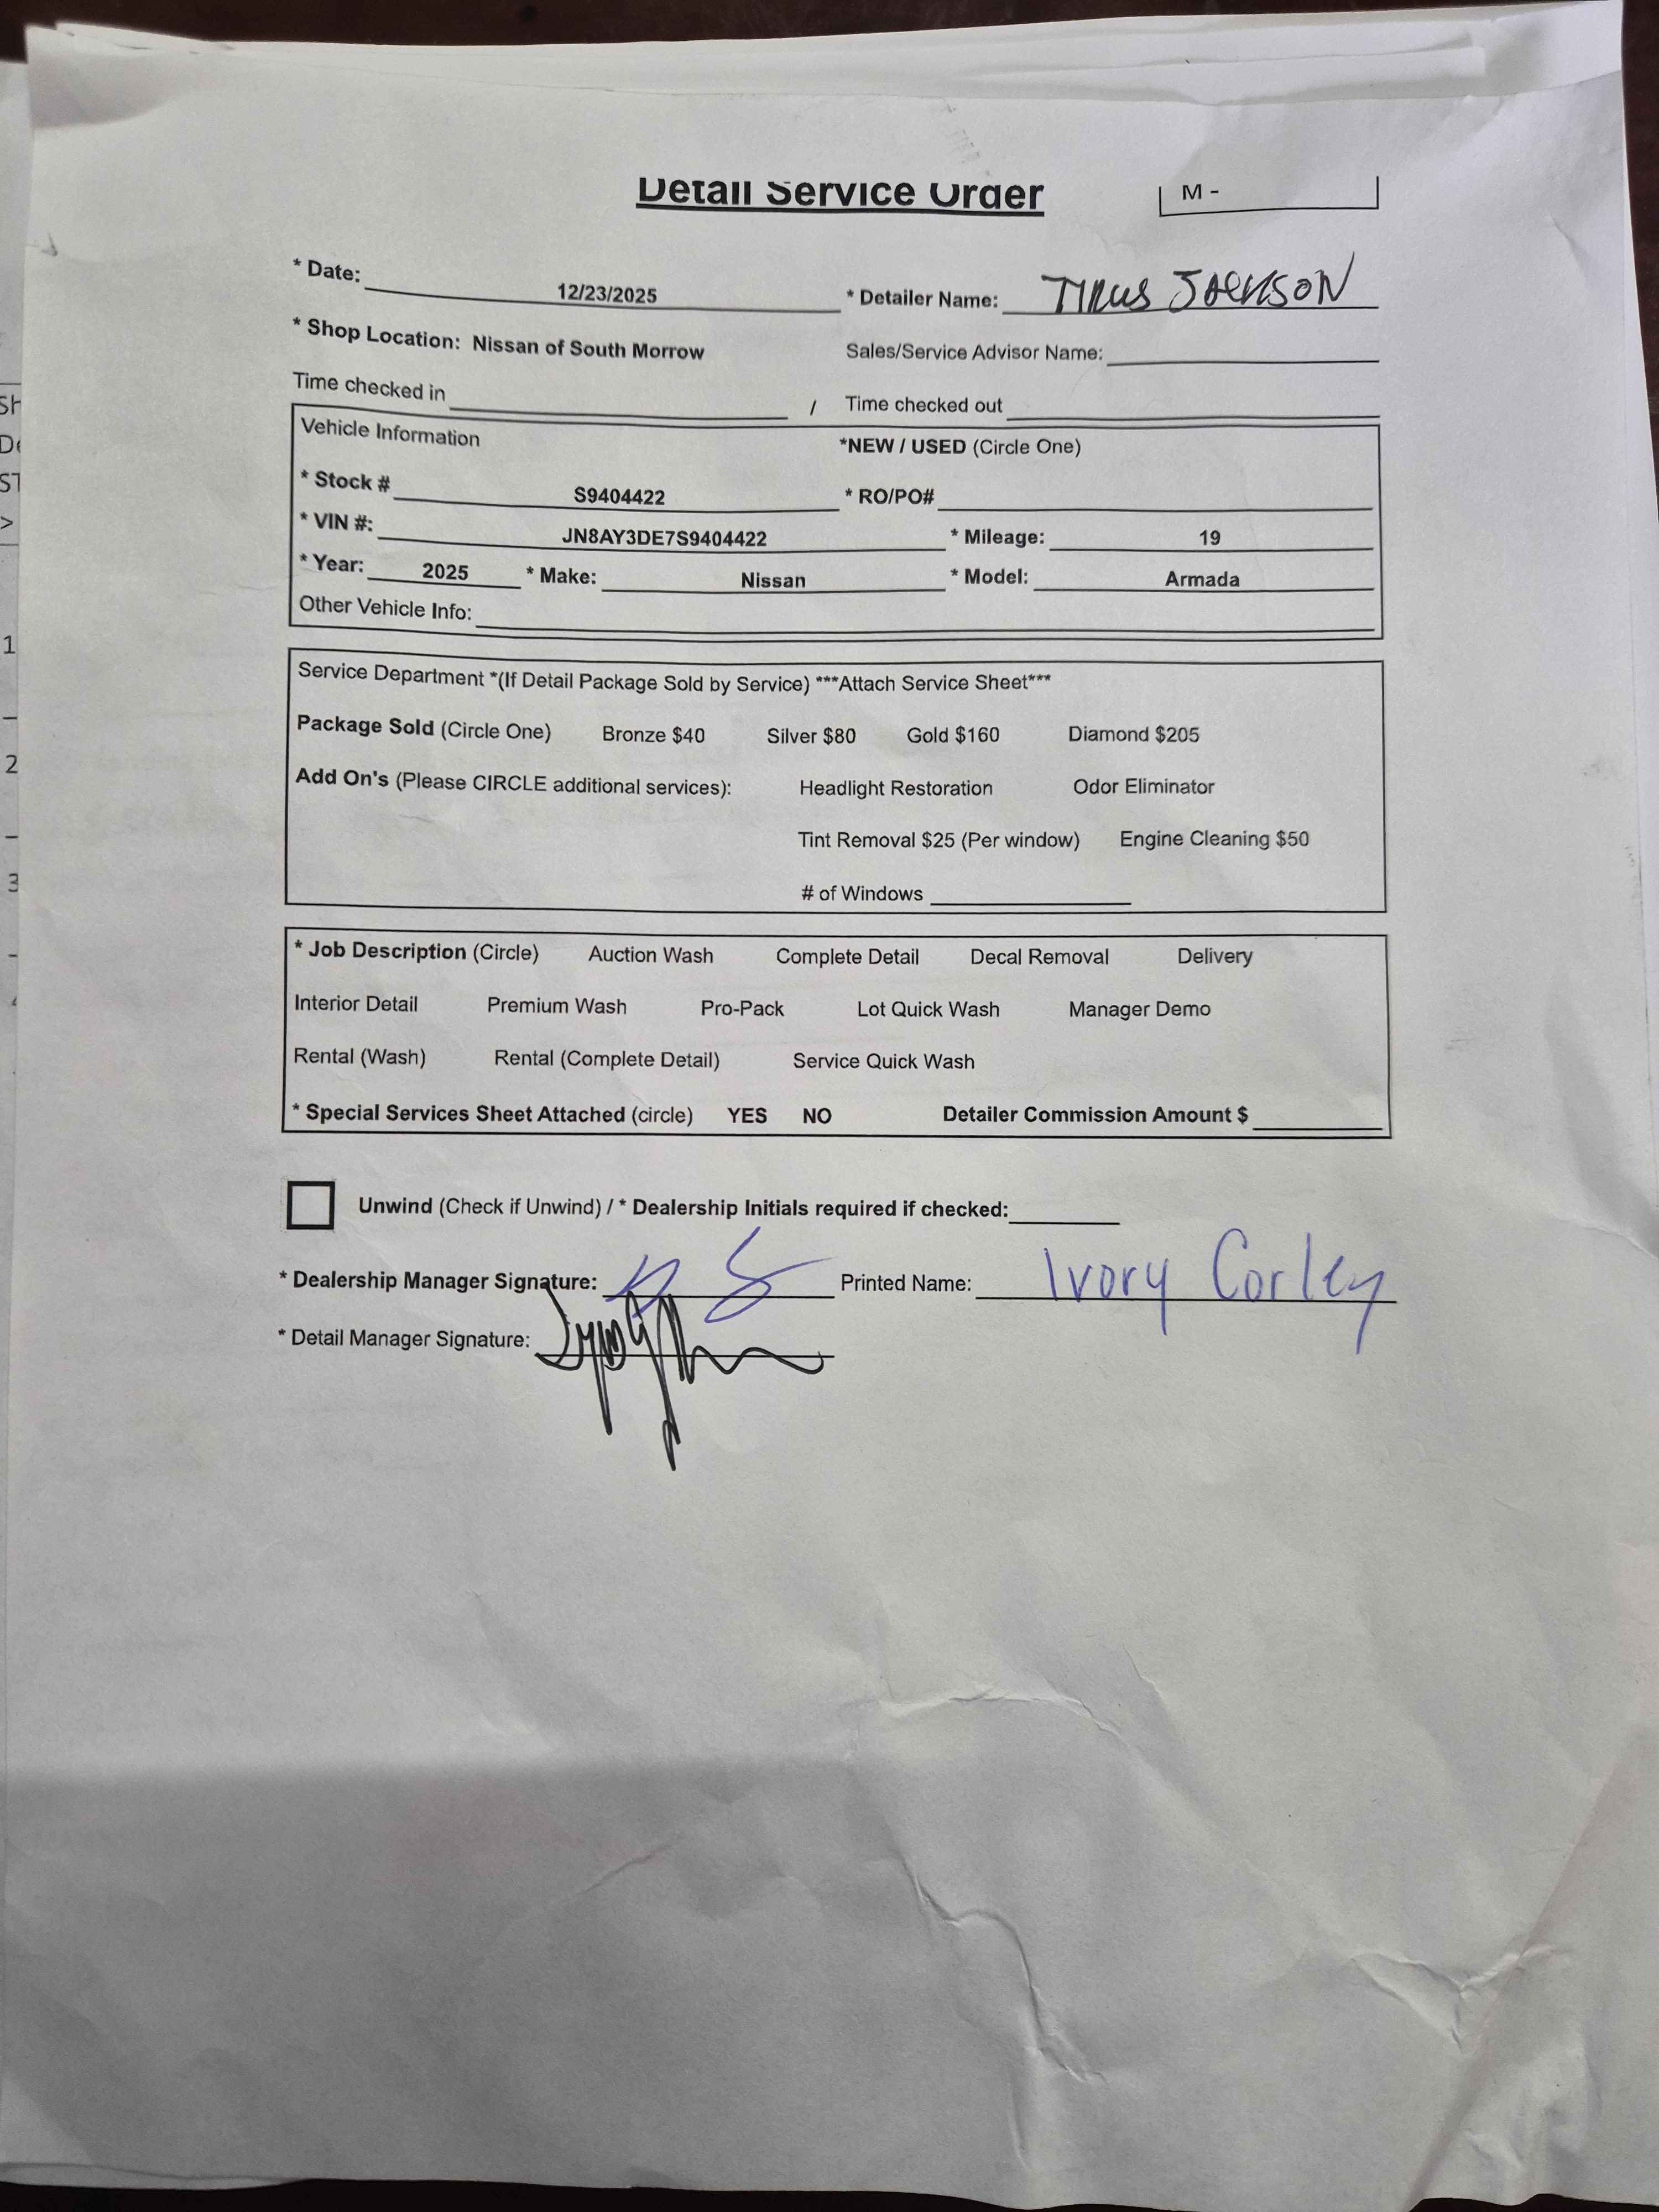 Detail Service Order
M -
* Date: 12/23/2025 * Detailer Name: TITUS JACKSON
* Shop Location: Nissan of South Morrow Sales/Service Advisor Name:
Time checked in / Time checked out
Vehicle Information *NEW / USED (Circle One)
* Stock # S9404422 * RO/PO#
* VIN #: JN8AY3DE7S9404422 * Mileage: 19
* Year: 2025 * Make: Nissan * Model: Armada
Other Vehicle Info:
Service Department *(If Detail Package Sold by Service) ***Attach Service Sheet***
Package Sold (Circle One) Bronze $40 Silver $80 Gold $160 Diamond $205
Add On's (Please CIRCLE additional services): Headlight Restoration Odor Eliminator
Tint Removal $25 (Per window) Engine Cleaning $50
# of Windows
* Job Description (Circle) Auction Wash Complete Detail Decal Removal Delivery
Interior Detail Premium Wash Pro-Pack Lot Quick Wash Manager Demo
Rental (Wash) Rental (Complete Detail) Service Quick Wash
* Special Services Sheet Attached (circle) YES NO Detailer Commission Amount $
Unwind (Check if Unwind) / * Dealership Initials required if checked:
* Dealership Manager Signature: Printed Name: Ivory Corley
* Detail Manager Signature: